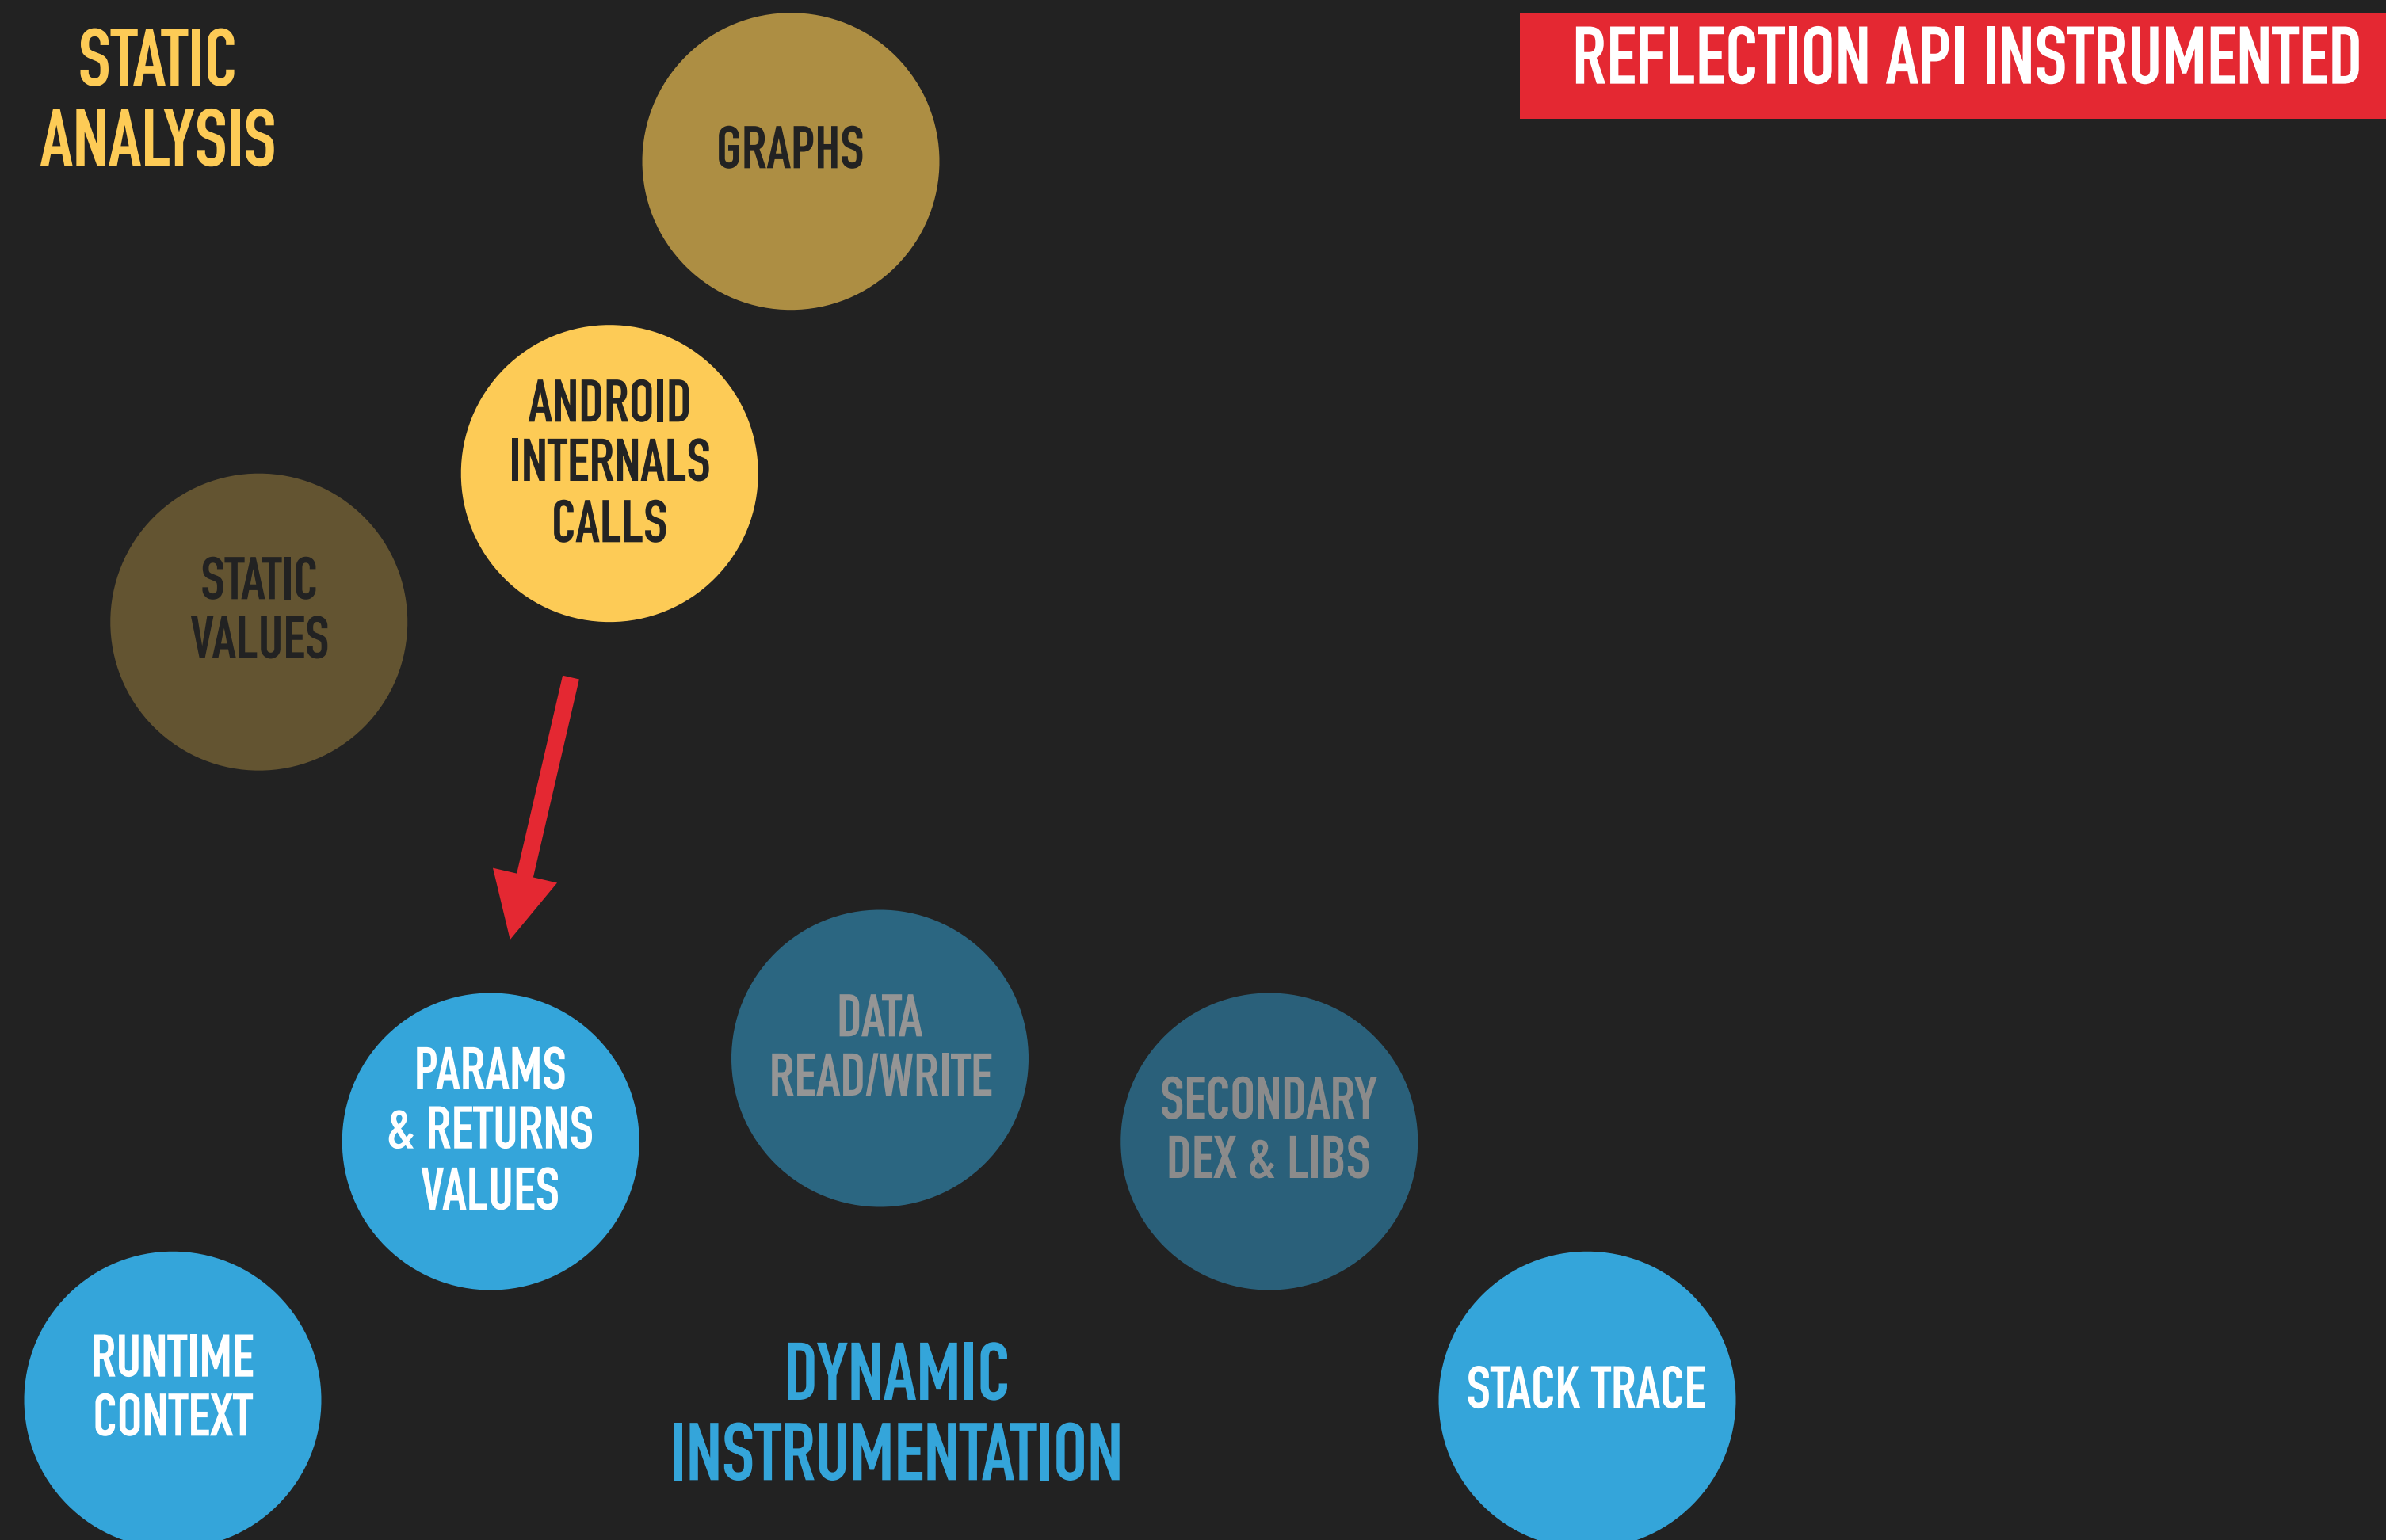 STATIC
ANALYSIS
REFLECTION API INSTRUMENTED
GRAPHS
ANDROID
INTERNALS
CALLS
STATIC
VALUES
DATA
READ/WRITE
PARAMS
& RETURNS
VALUES
SECONDARY
DEX & LIBS
RUNTIME
CONTEXT
DYNAMIC
INSTRUMENTATION
STACK TRACE